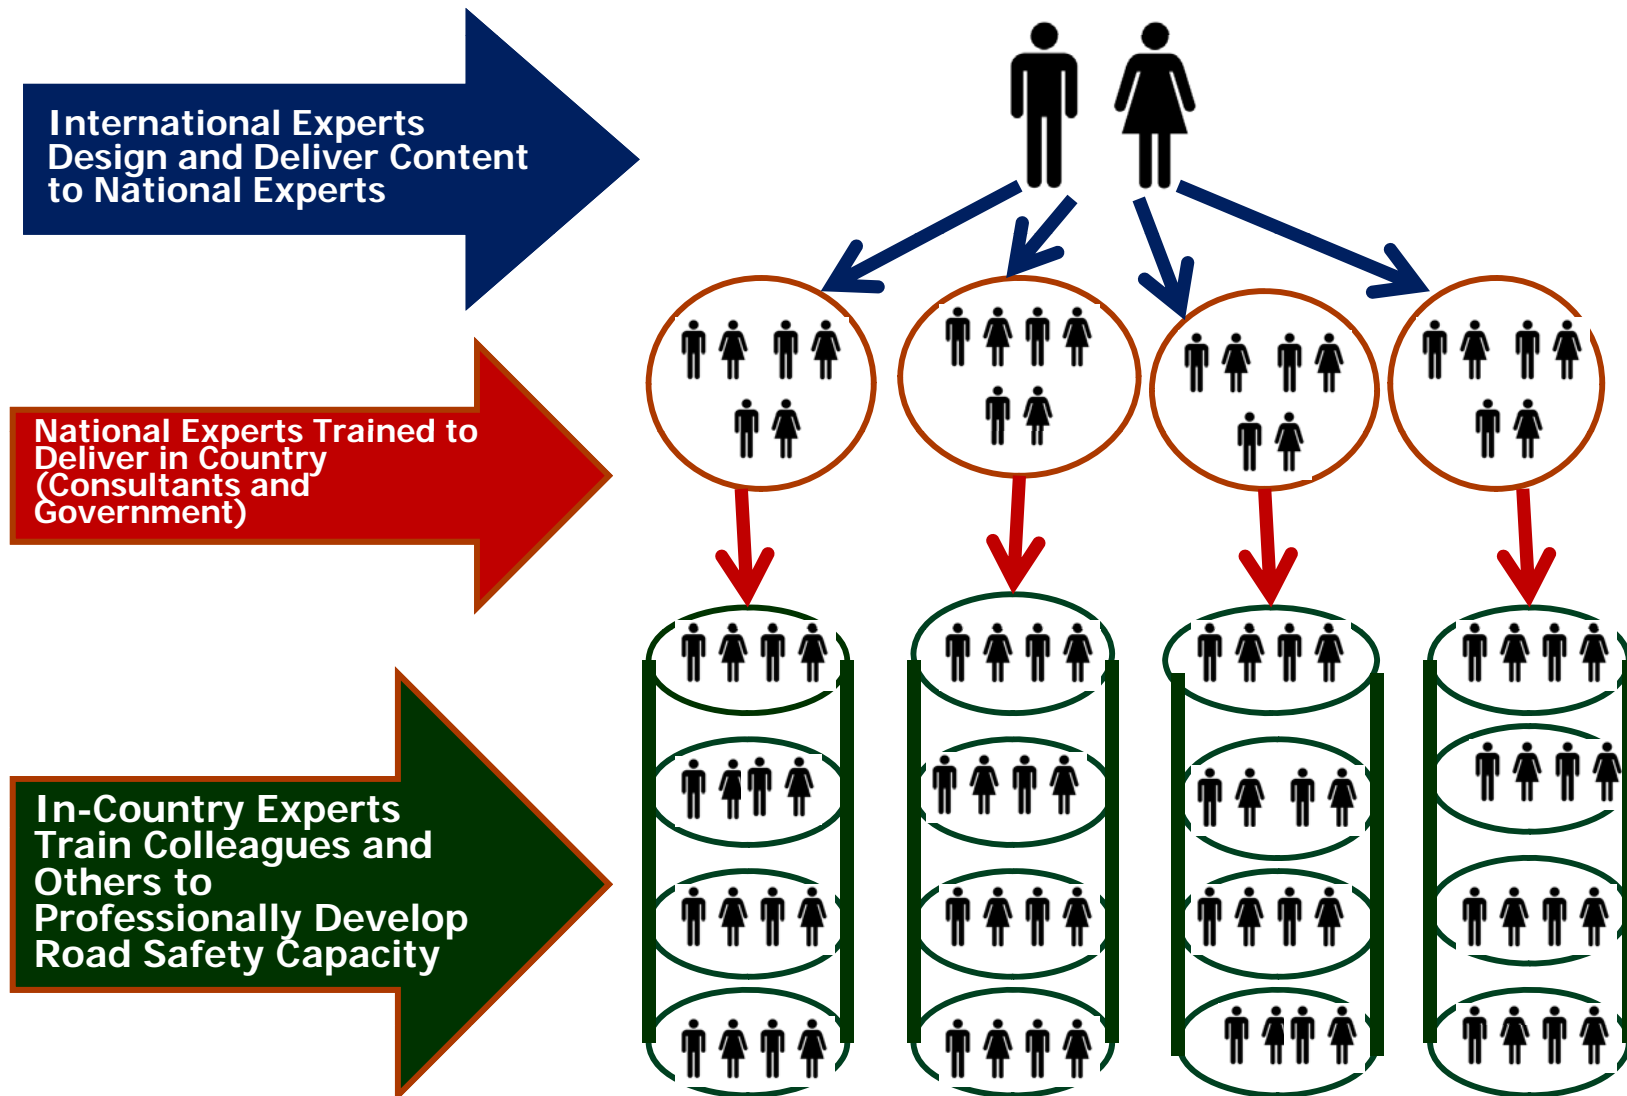 International Experts
Design and Deliver Content
to National Experts
National Experts Trained to
Deliver in Country
(Consultants and
Government)
In-Country Experts
Train Colleagues and
Others to
Professionally Develop
Road Safety Capacity